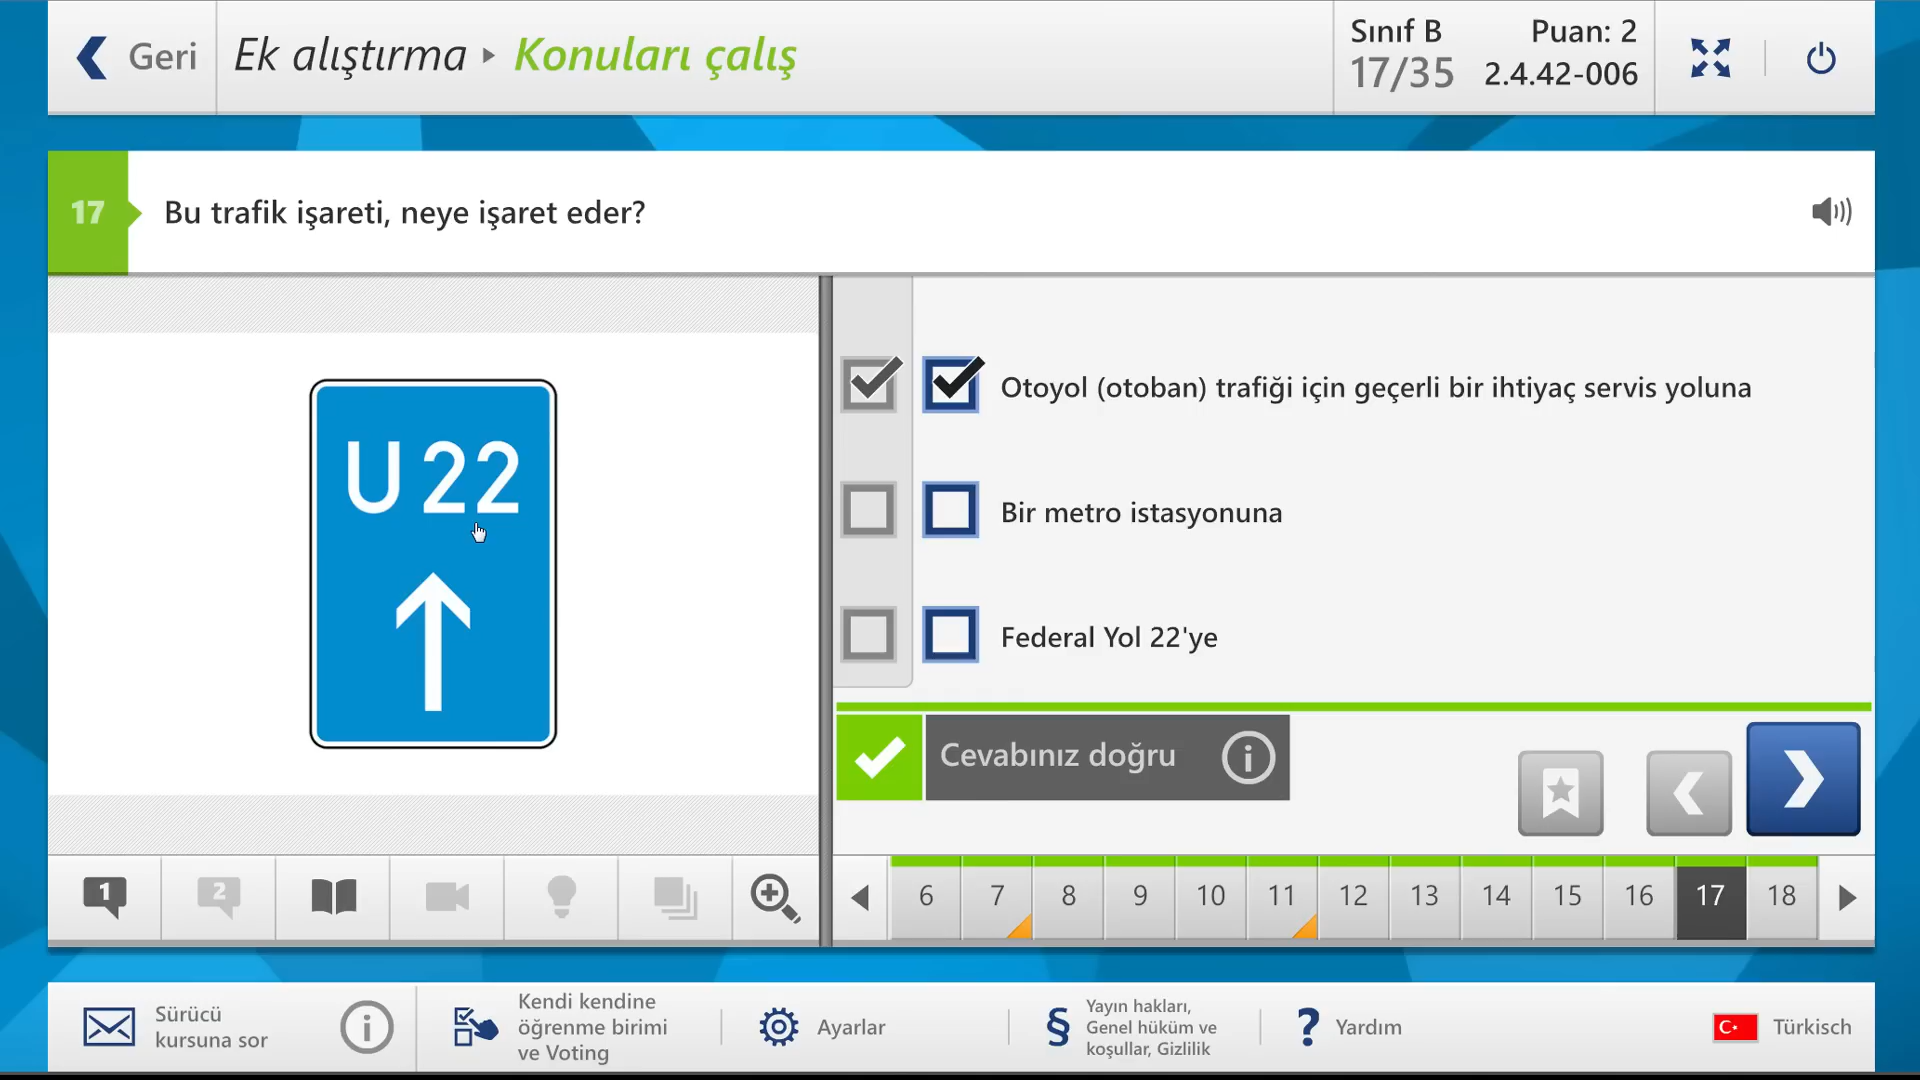 Geri
Ek alıştırma ▸ Konuları çalış
Sınıf B
17/35
Puan: 2
2.4.42-006
17
Bu trafik işareti, neye işaret eder?
U 22
Otoyol (otoban) trafiği için geçerli bir ihtiyaç servis yoluna
Bir metro istasyonuna
Federal Yol 22'ye
Cevabınız doğru
1
2
6 7 8 9 10 11 12 13 14 15 16 17 18
Sürücü
kursuna sor
Kendi kendine
öğrenme birimi
ve Voting
Ayarlar
§
Yayın hakları,
Genel hüküm ve
koşullar, Gizlilik
?
Yardım
Türkisch